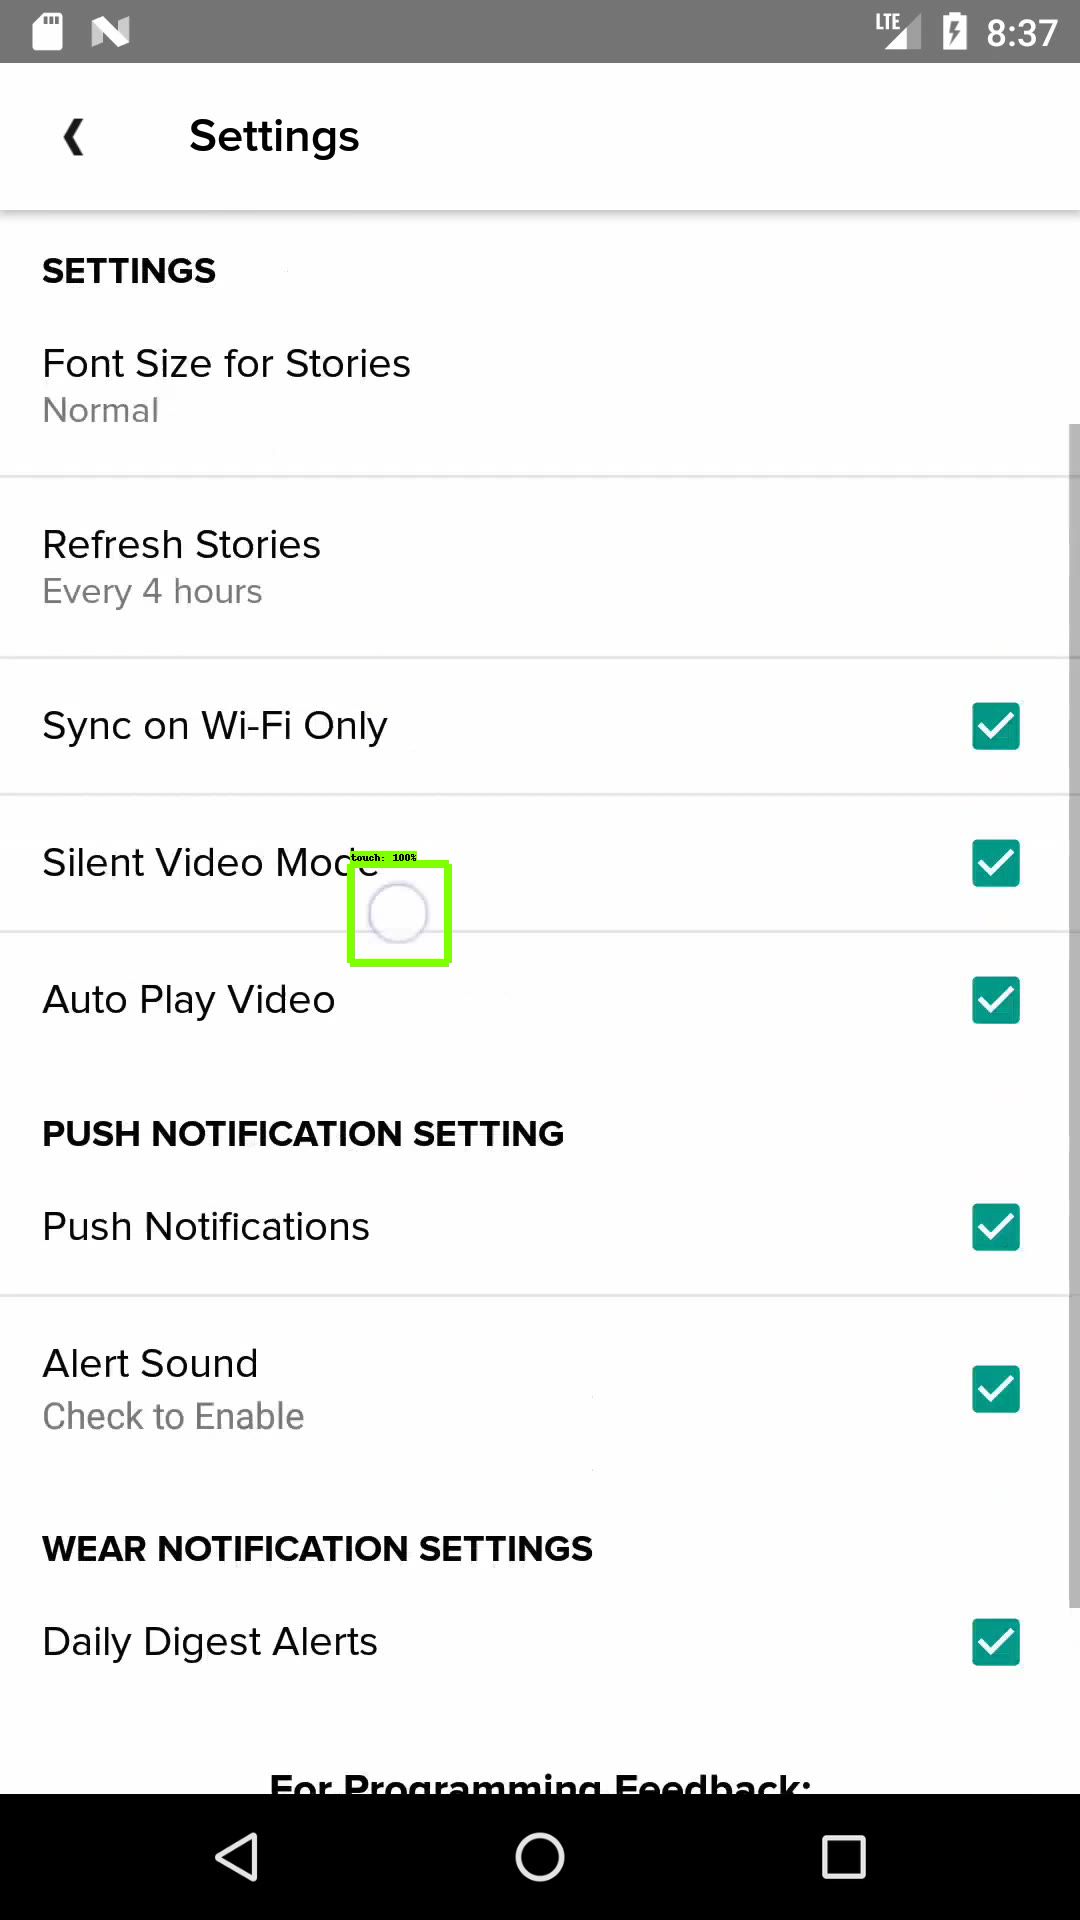 LTE 8:37
Settings
SETTINGS
Font Size for Stories
Normal
Refresh Stories
Every 4 hours
Sync on Wi-Fi Only
Silent Video Mode
touch: 100%
Auto Play Video
PUSH NOTIFICATION SETTING
Push Notifications
Alert Sound
Check to Enable
WEAR NOTIFICATION SETTINGS
Daily Digest Alerts
For Programming Feedback: